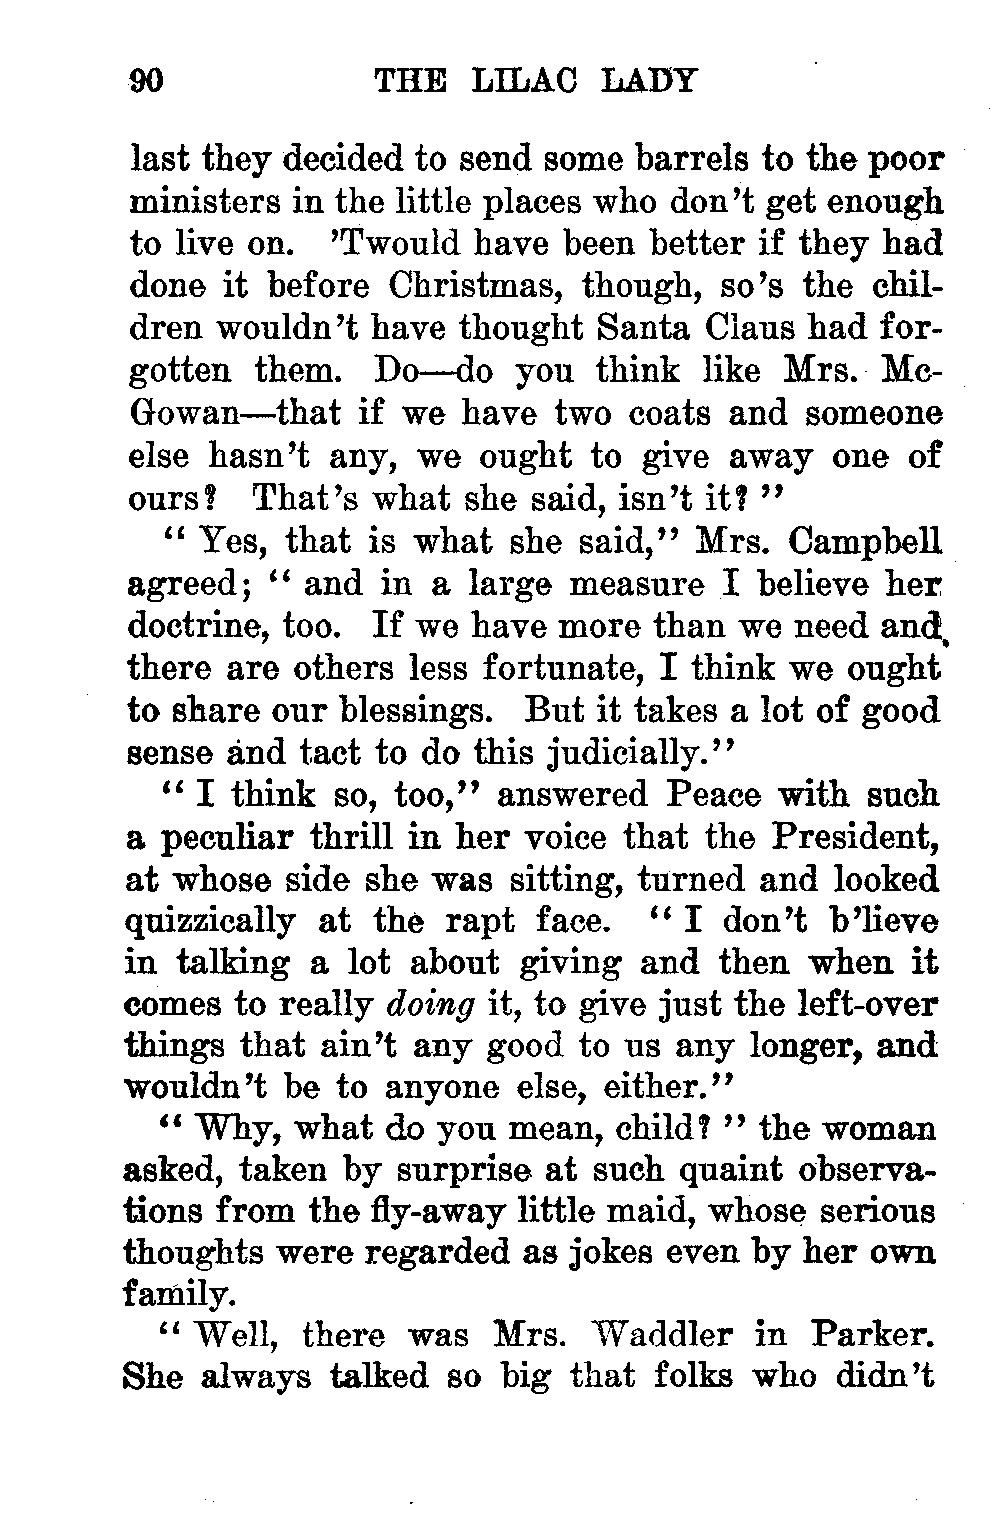 90 THE LILAC LADY
last they decided to send some barrels to the poor
ministers in the little places who don't get enough
to live on. 'Twould have been better if they had
done it before Christmas, though, so's the chil-
dren wouldn't have thought Santa Claus had for-
gotten them. Do—do you think like Mrs. Mc-
Gowan—that if we have two coats and someone
else hasn't any, we ought to give away one of
ours? That's what she said, isn't it?"
"Yes, that is what she said," Mrs. Campbell
agreed; "and in a large measure I believe her
doctrine, too. If we have more than we need and
there are others less fortunate, I think we ought
to share our blessings. But it takes a lot of good
sense and tact to do this judicially."
"I think so, too," answered Peace with such
a peculiar thrill in her voice that the President,
at whose side she was sitting, turned and looked
quizzically at the rapt face. "I don't b'lieve
in talking a lot about giving and then when it
comes to really doing it, to give just the left-over
things that ain't any good to us any longer, and
wouldn't be to anyone else, either."
"Why, what do you mean, child?" the woman
asked, taken by surprise at such quaint observa-
tions from the fly-away little maid, whose serious
thoughts were regarded as jokes even by her own
family.
"Well, there was Mrs. Waddler in Parker.
She always talked so big that folks who didn't